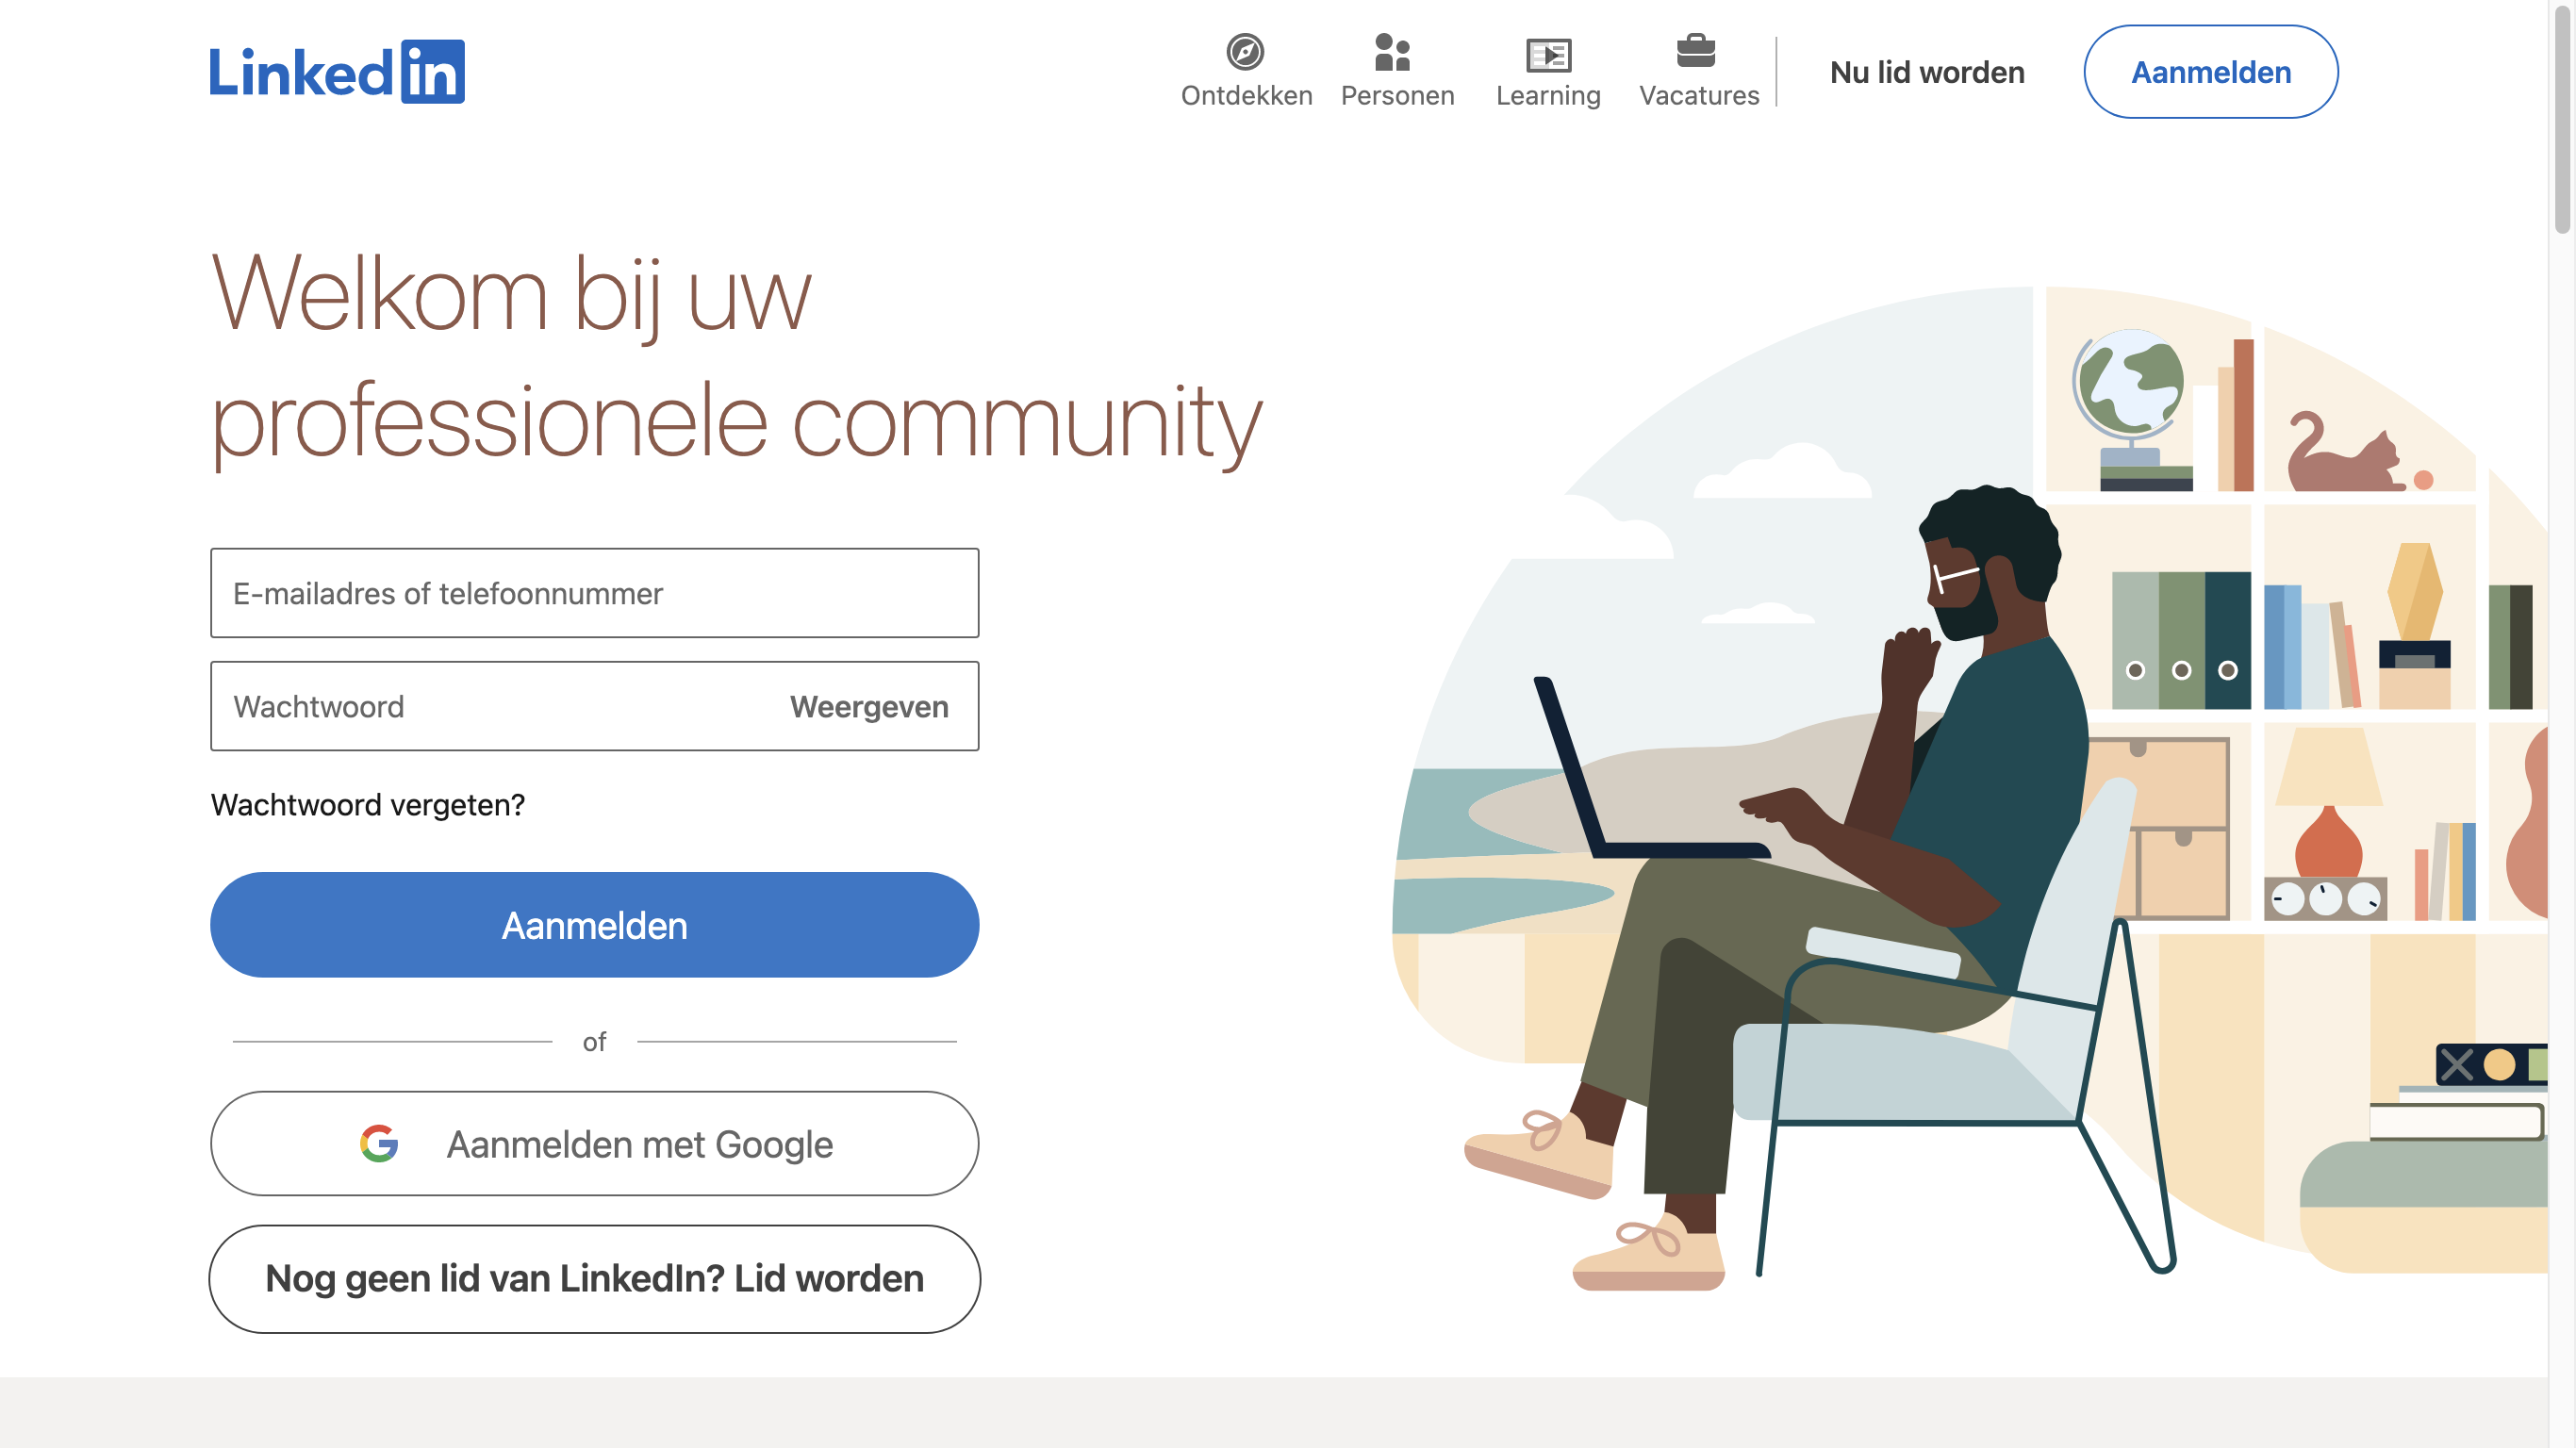 LinkedIn
Ontdekken
Personen
Learning
Vacatures
Nu lid worden
Aanmelden
Welkom bij uw
professionele community
E-mailadres of telefoonnummer
Wachtwoord
Weergeven
Wachtwoord vergeten?
Aanmelden
of
Aanmelden met Google
Nog geen lid van LinkedIn? Lid worden